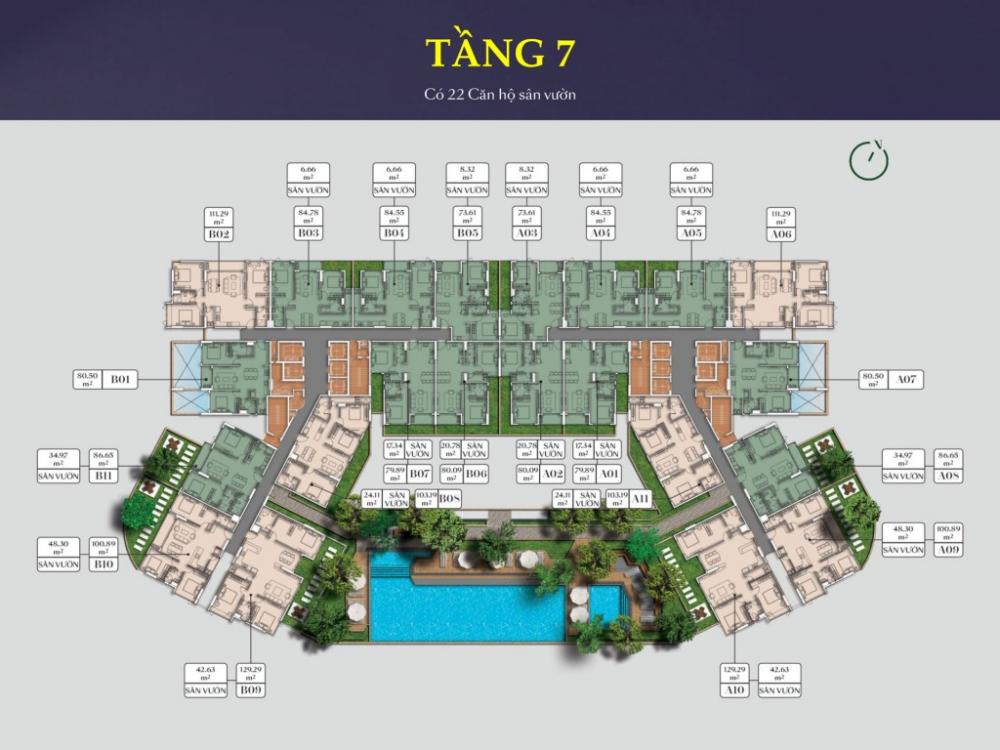 TẦNG 7
Có 22 Căn hộ sân vườn
N
6.66 m² SÂN VƯỜN
6.66 m² SÂN VƯỜN
8.32 m² SÂN VƯỜN
8.32 m² SÂN VƯỜN
6.66 m² SÂN VƯỜN
6.66 m² SÂN VƯỜN
111.29 m² B02
84.78 m² B03
84.55 m² B04
73.61 m² B05
73.61 m² A03
84.55 m² A04
84.78 m² A05
111.29 m² A06
80.50 m² B01
80.50 m² A07
17.34 m² SÂN VƯỜN
20.78 m² SÂN VƯỜN
20.78 m² SÂN VƯỜN
17.34 m² SÂN VƯỜN
79.89 m² B07
80.09 m² B06
80.09 m² A02
79.89 m² A01
34.97 m² SÂN VƯỜN
86.65 m² B11
34.97 m² SÂN VƯỜN
86.65 m² A08
24.11 m² SÂN VƯỜN 103.19 m² B08
24.11 m² SÂN VƯỜN 103.19 m² A11
48.30 m² SÂN VƯỜN
100.89 m² B10
48.30 m² SÂN VƯỜN
100.89 m² A09
42.63 m² SÂN VƯỜN
129.29 m² B09
129.29 m² A10
42.63 m² SÂN VƯỜN